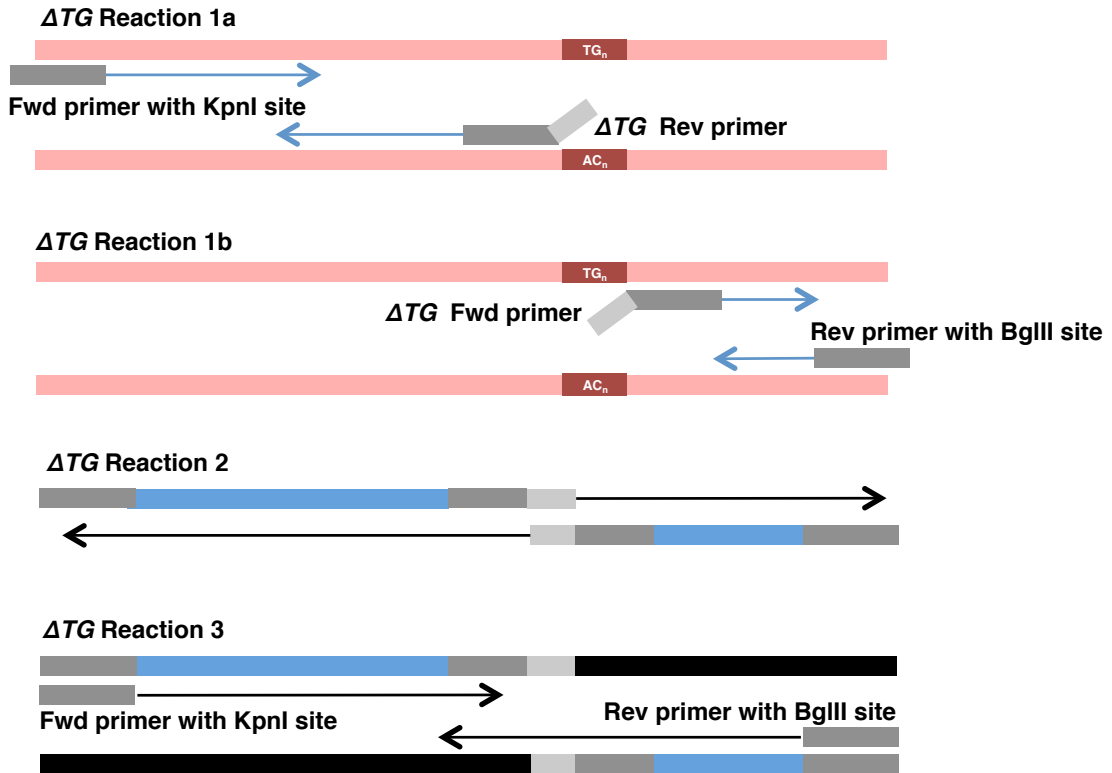 ΔTG Reaction 1a
TGₙ
Fwd primer with KpnI site
ΔTG Rev primer
ACₙ
ΔTG Reaction 1b
TGₙ
ΔTG Fwd primer
Rev primer with BglII site
ACₙ
ΔTG Reaction 2
ΔTG Reaction 3
Fwd primer with KpnI site
Rev primer with BglII site